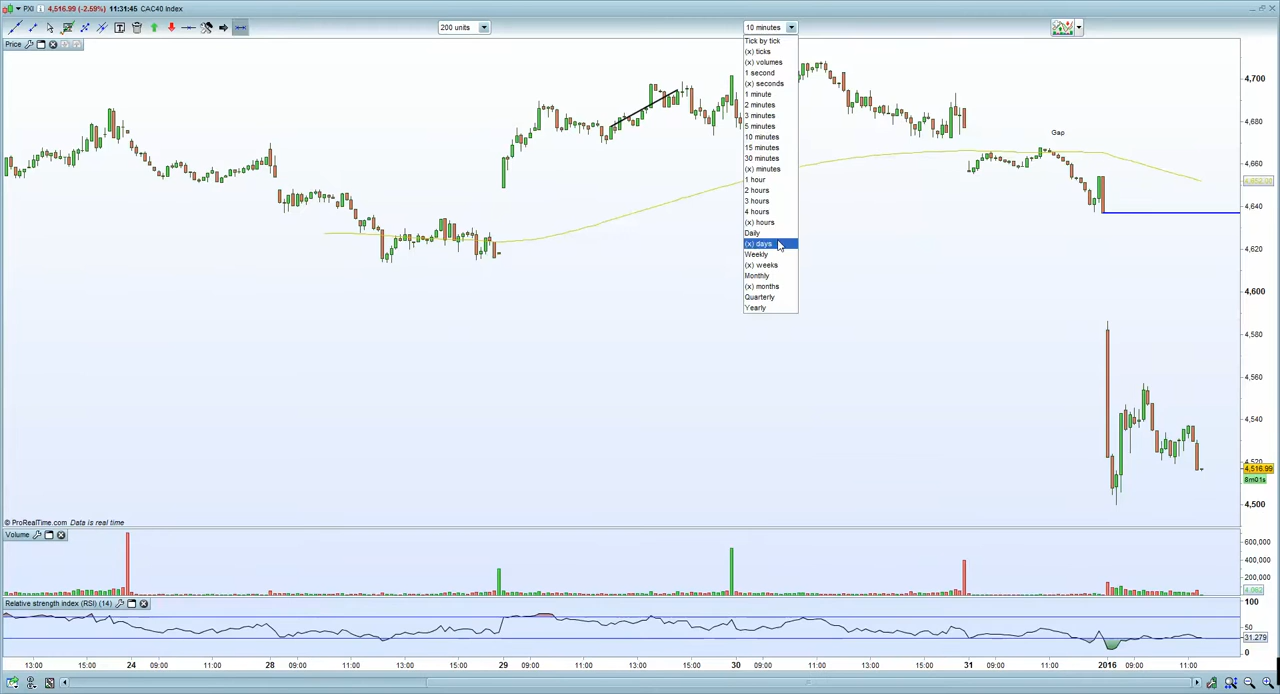 PXI 4,516.99 (-2.59%) 11:31:45 CAC40 Index
200 units
10 minutes
Price
Tick by tick
(x) ticks
(x) volumes
1 second
(x) seconds
1 minute
2 minutes
3 minutes
5 minutes
10 minutes
15 minutes
30 minutes
(x) minutes
1 hour
2 hours
3 hours
4 hours
(x) hours
Daily
(x) days
Weekly
(x) weeks
Monthly
(x) months
Quarterly
Yearly
Gap
4,700
4,680
4,660
4,652.00
4,640
4,620
4,600
4,580
4,560
4,540
4,520
4,516.99
8m01s
4,500
© ProRealTime.com Data is real time
Volume
600,000
400,000
200,000
4,062
Relative strength index (RSI) (14)
100
50
31.279
0
13:00 15:00 24 09:00 11:00 28 09:00 11:00 13:00 15:00 29 09:00 11:00 13:00 15:00 30 09:00 11:00 13:00 15:00 31 09:00 11:00 2016 09:00 11:00